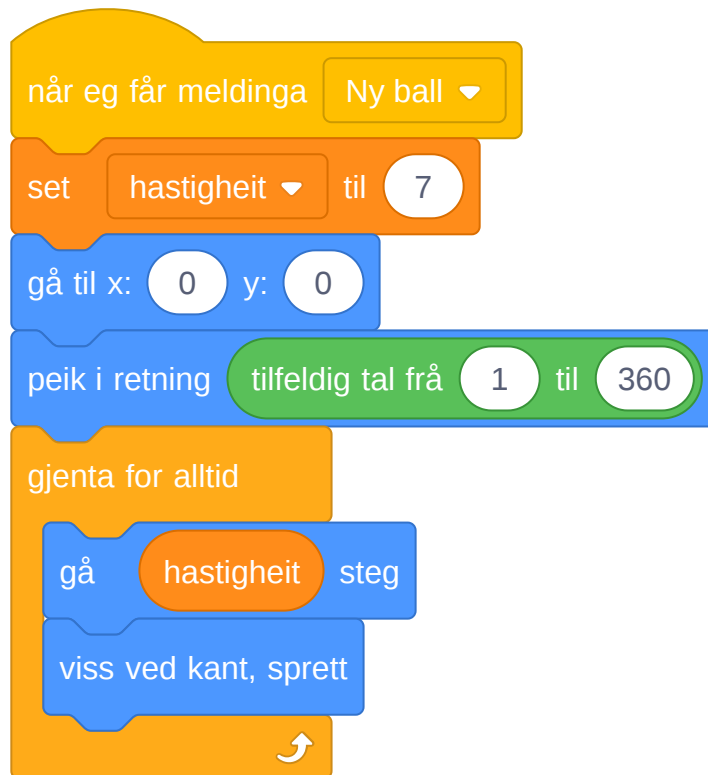 når eg får meldinga Ny ball
set hastigheit til 7
gå til x: 0 y: 0
peik i retning tilfeldig tal frå 1 til 360
gjenta for alltid
gå hastigheit steg
viss ved kant, sprett